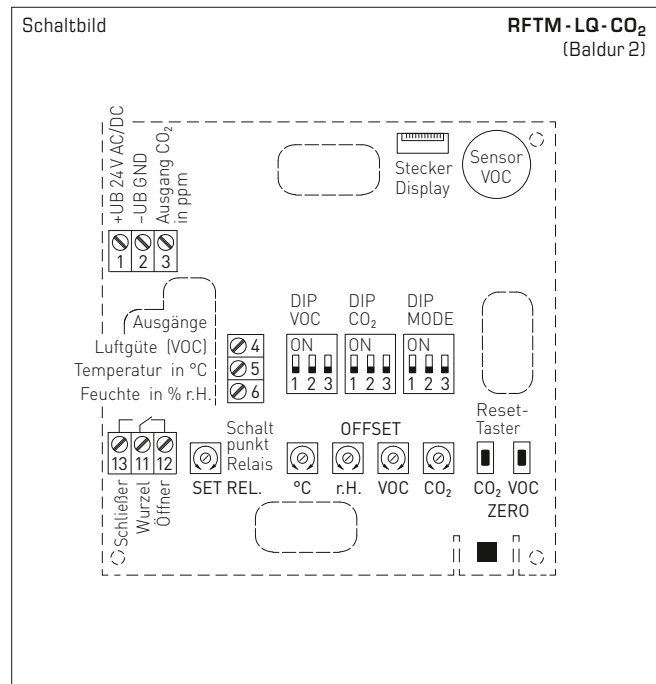 Schaltbild
RFTM - LQ - CO₂
(Baldur 2)
+UB 24 V AC/DC
–UB GND
Ausgang CO₂
in ppm
1 2 3
Stecker
Display
Sensor
VOC
Ausgänge
Luftgüte (VOC)
Temperatur in °C
Feuchte in % r.H.
4
5
6
DIP
VOC
ON
1 2 3
DIP
CO₂
ON
1 2 3
DIP
MODE
ON
1 2 3
13 11 12
Schließer
Wurzel
Öffner
Schalt
punkt
Relais
SET REL.
OFFSET
°C r.H. VOC CO₂
Reset-
Taster
CO₂ VOC
ZERO